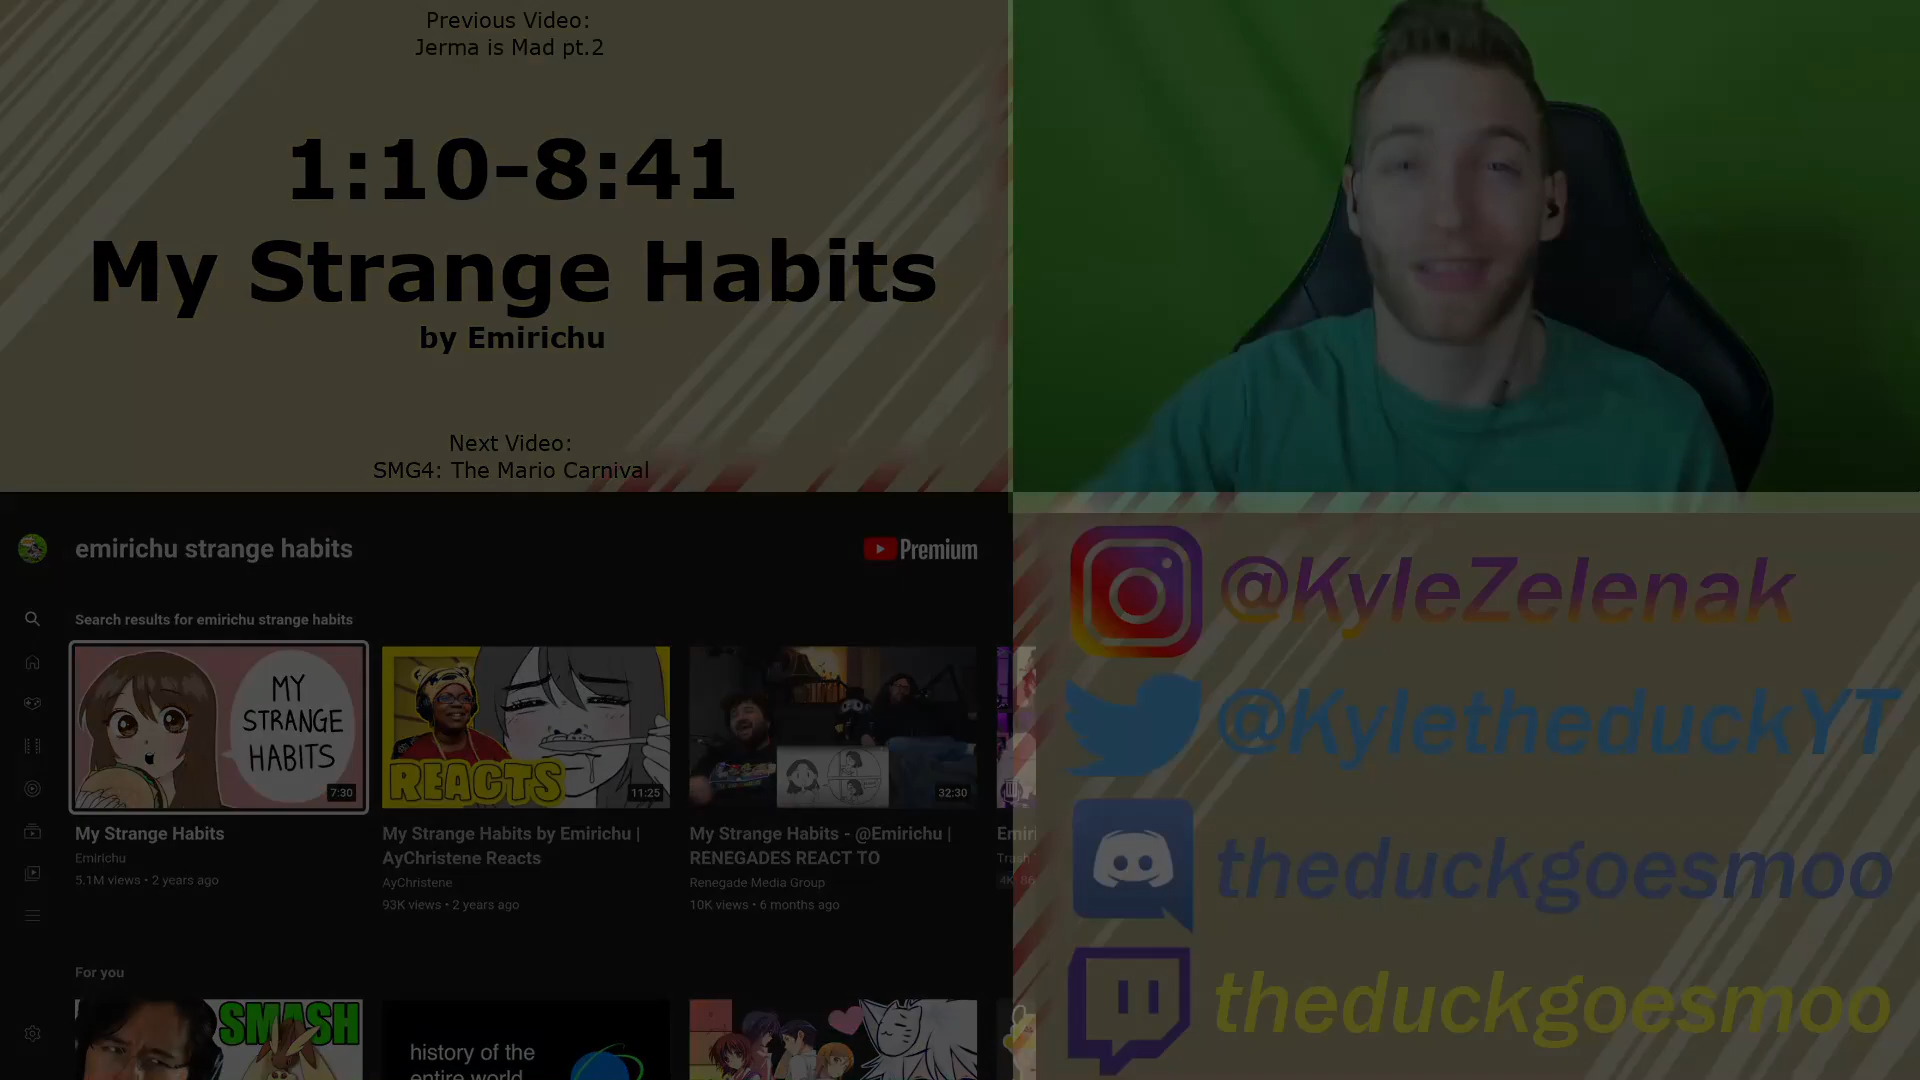 Previous Video:
Jerma is Mad pt.2
1:10-8:41
My Strange Habits
by Emirichu
Next Video:
SMG4: The Mario Carnival
emirichu strange habits
Premium
Search results for emirichu strange habits
MY
STRANGE
HABITS
7:30
REACTS
11:25
32:30
My Strange Habits
Emirichu
5.1M views • 2 years ago
My Strange Habits by Emirichu |
AyChristene Reacts
AyChristene
93K views • 2 years ago
My Strange Habits - @Emirichu |
RENEGADES REACT TO
Renegade Media Group
10K views • 6 months ago
Emir
Trash
4K 86
For you
SMASH
history of the
entire world
@KyleZelenak
@KyletheduckYT
theduckgoesmoo
theduckgoesmoo